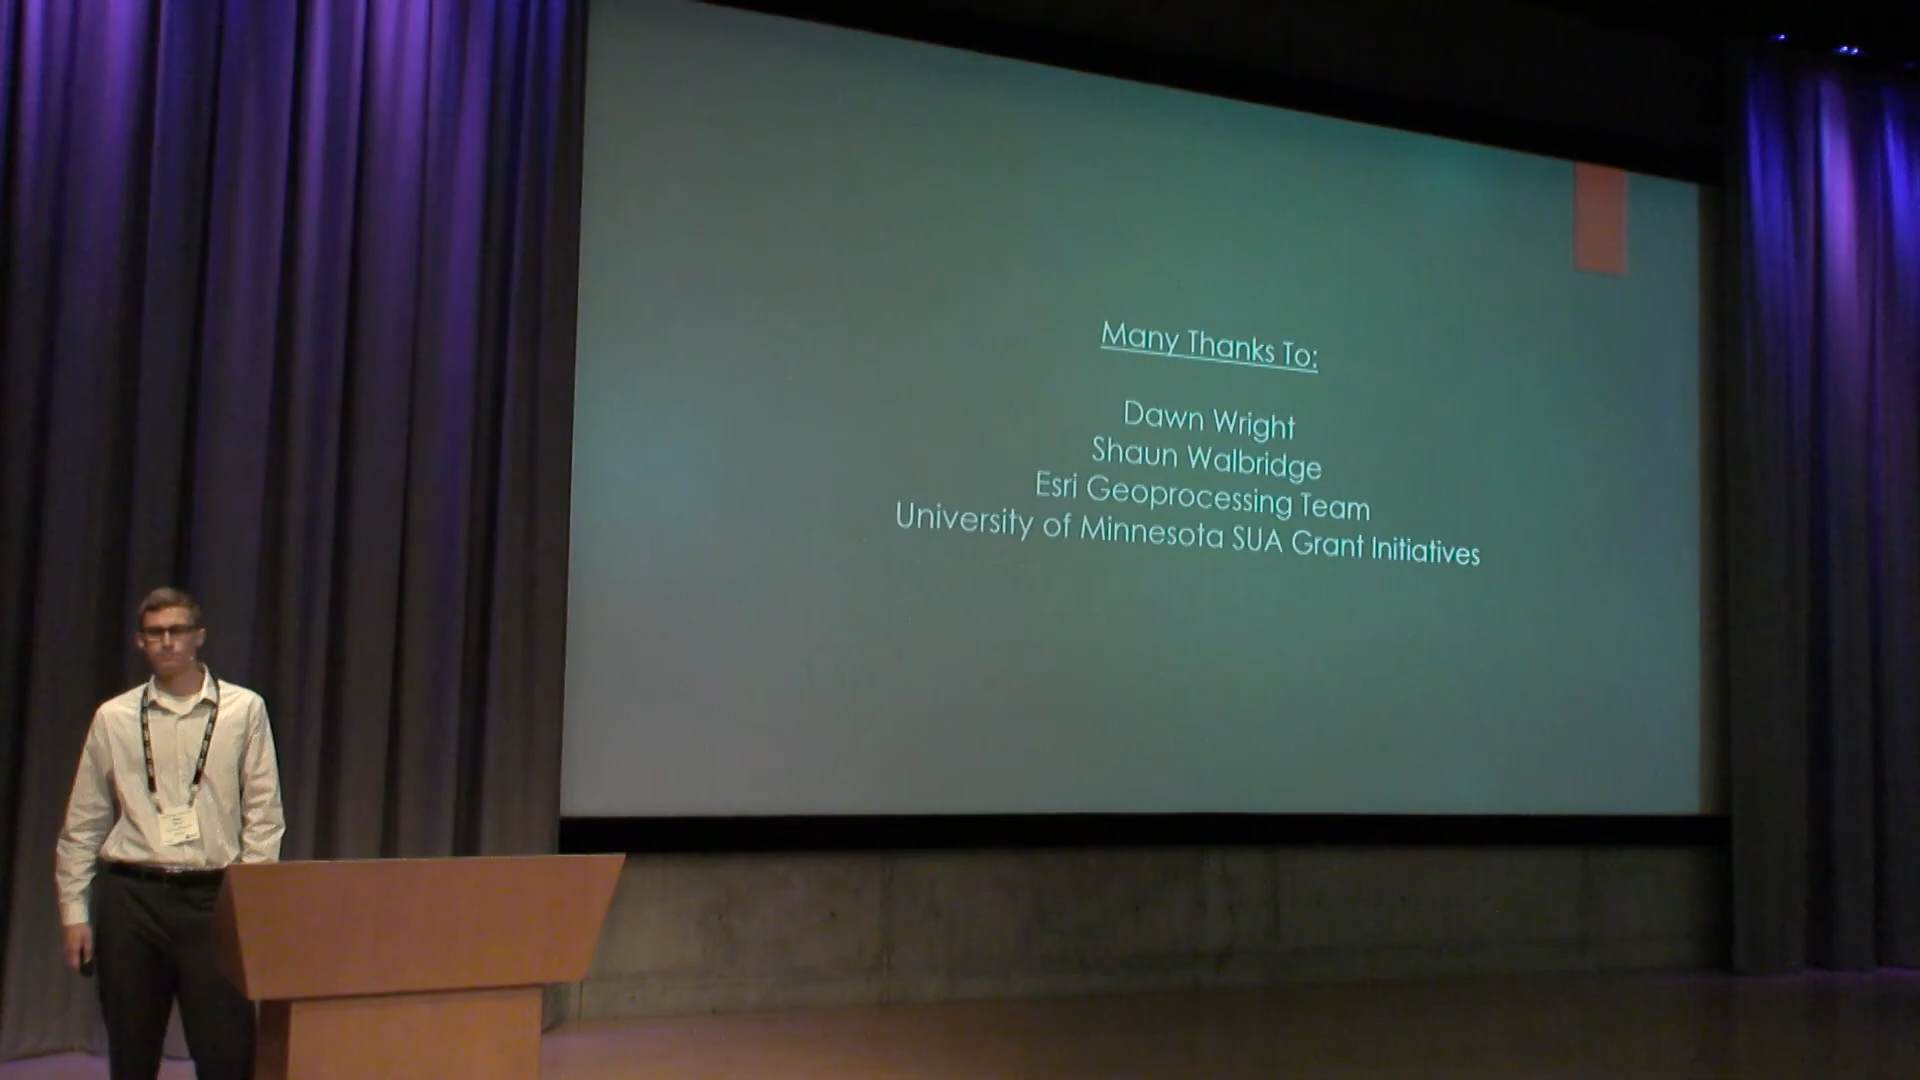 Many Thanks To:
Dawn Wright
Shaun Walbridge
Esri Geoprocessing Team
University of Minnesota SUA Grant Initiatives